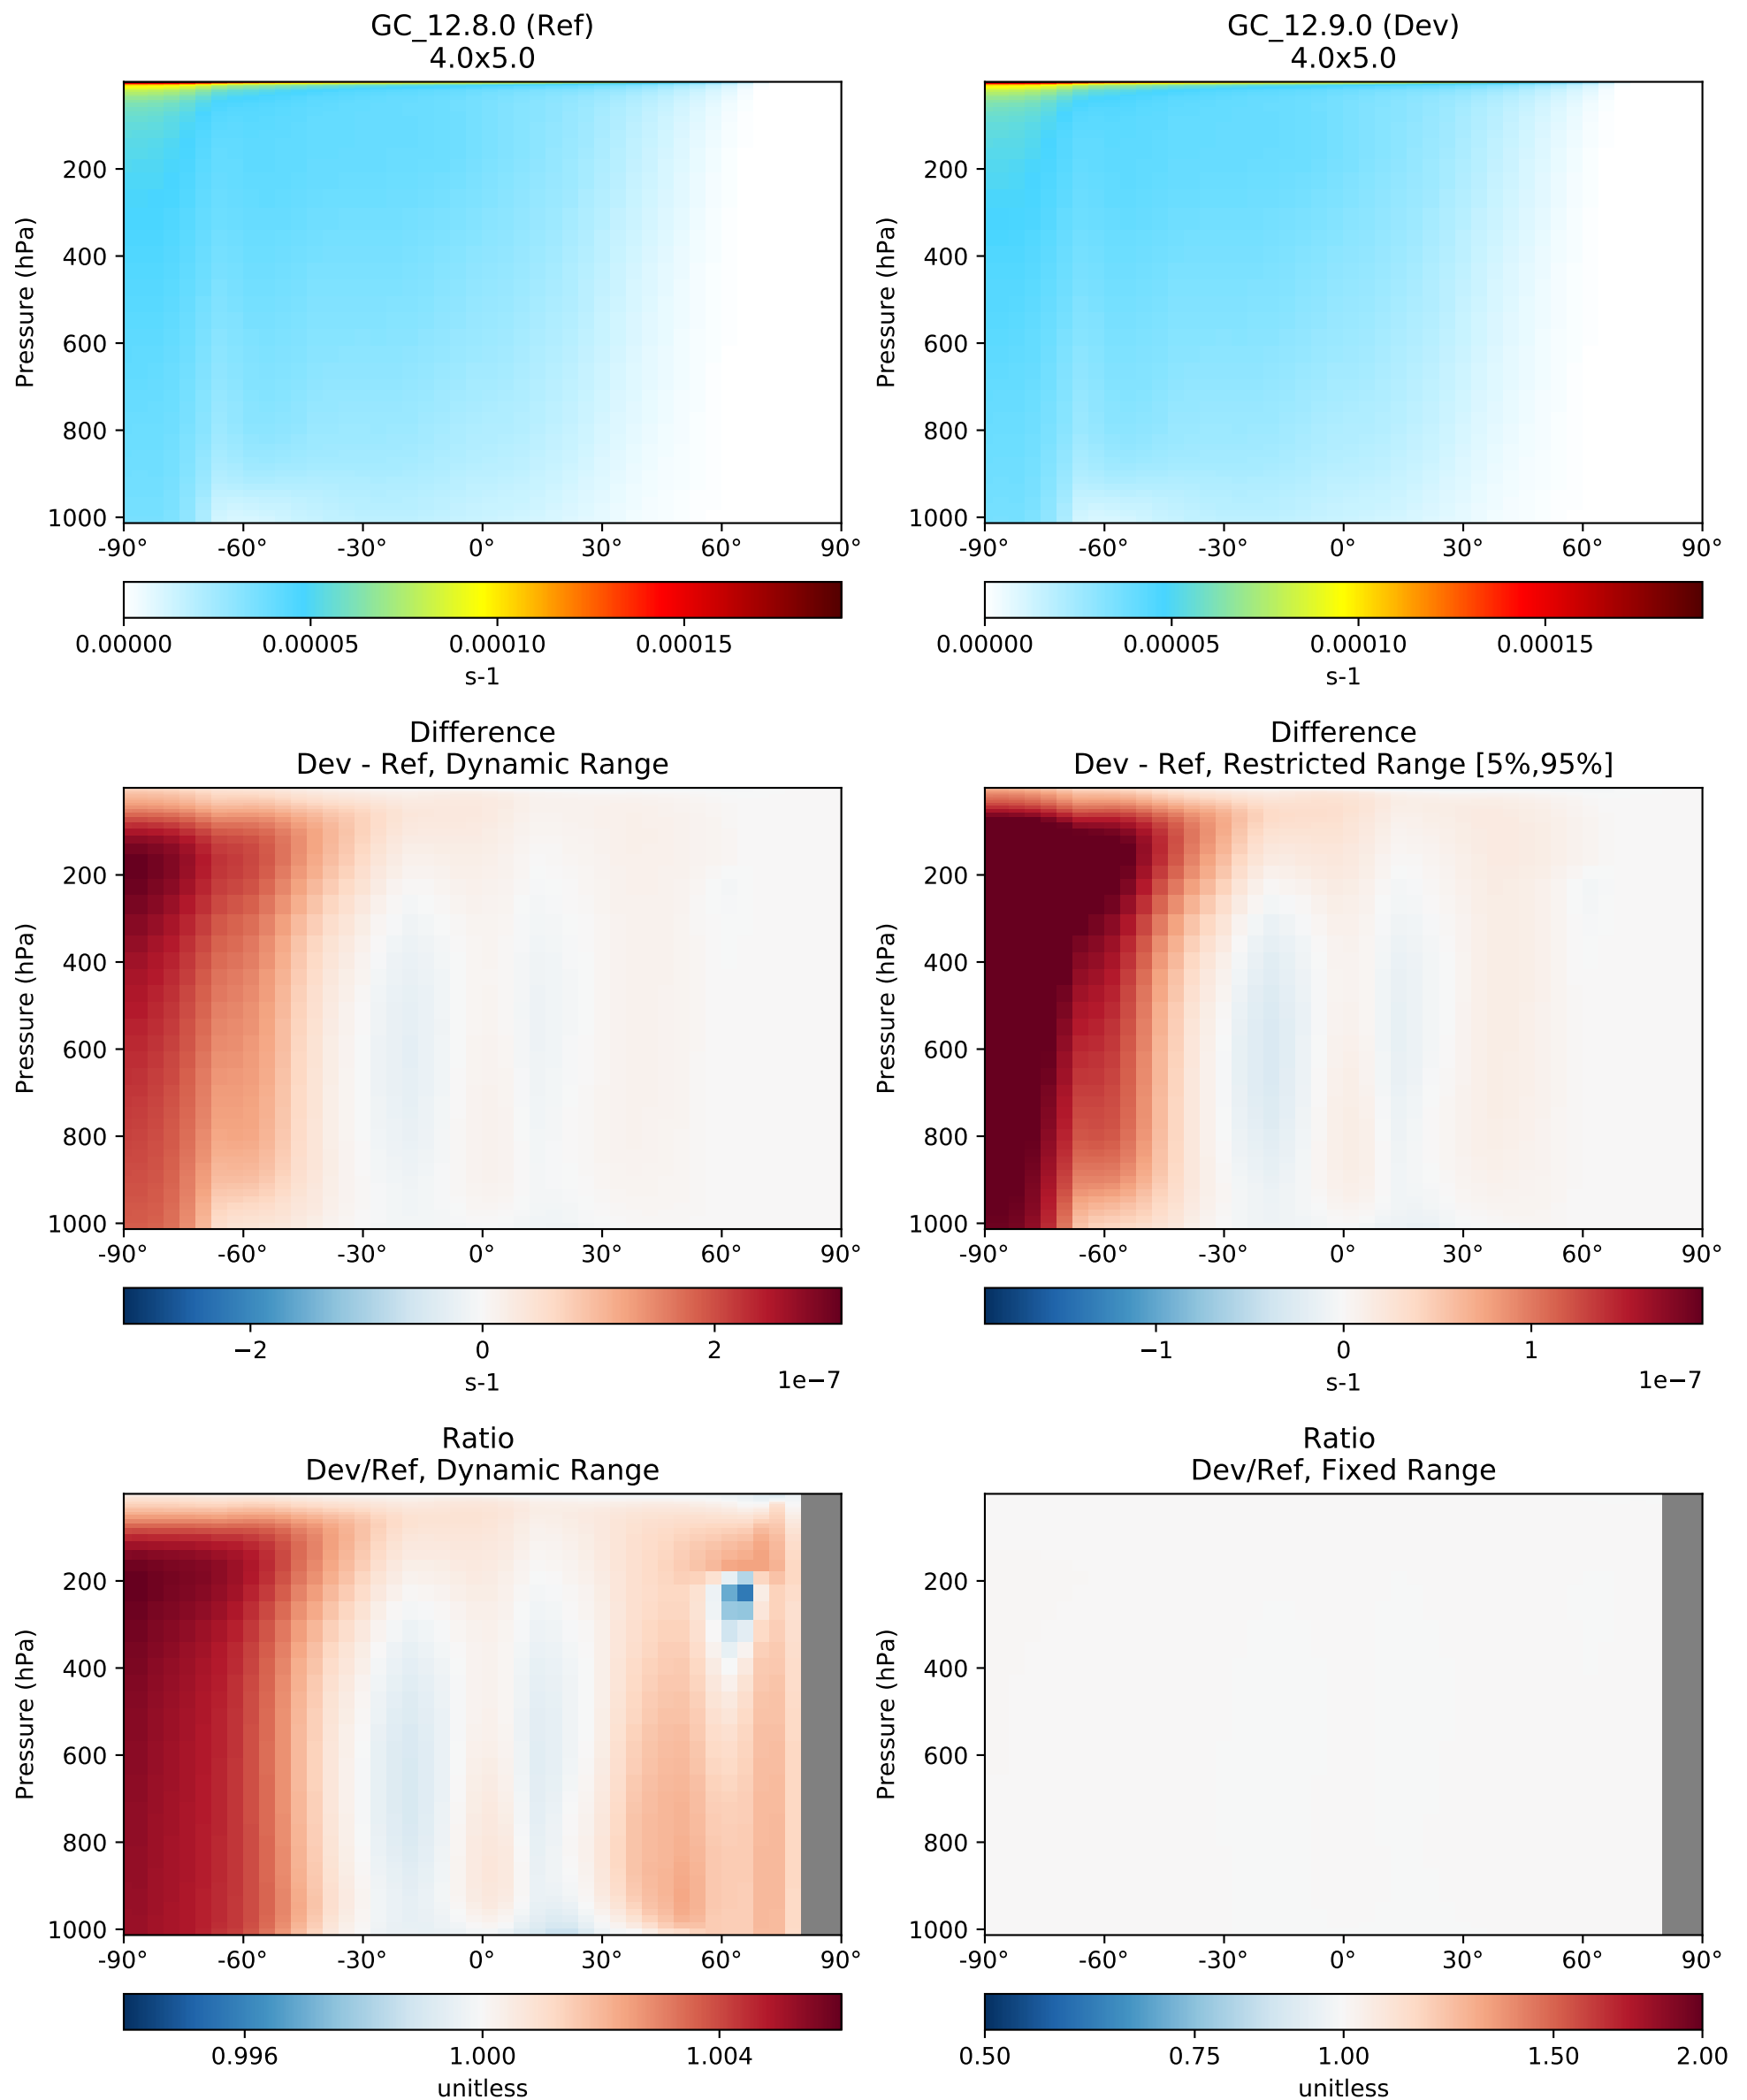 GC_12.8.0 (Ref)
4.0x5.0
Pressure (hPa)
200
400
600
800
1000
-90° -60° -30° 0° 30° 60° 90°
0.00000 0.00005 0.00010 0.00015
s-1
GC_12.9.0 (Dev)
4.0x5.0
Pressure (hPa)
200
400
600
800
1000
-90° -60° -30° 0° 30° 60° 90°
0.00000 0.00005 0.00010 0.00015
s-1
Difference
Dev - Ref, Dynamic Range
Pressure (hPa)
200
400
600
800
1000
-90° -60° -30° 0° 30° 60° 90°
−2 0 2
s-1 1e−7
Difference
Dev - Ref, Restricted Range [5%,95%]
Pressure (hPa)
200
400
600
800
1000
-90° -60° -30° 0° 30° 60° 90°
−1 0 1
s-1 1e−7
Ratio
Dev/Ref, Dynamic Range
Pressure (hPa)
200
400
600
800
1000
-90° -60° -30° 0° 30° 60° 90°
0.996 1.000 1.004
unitless
Ratio
Dev/Ref, Fixed Range
Pressure (hPa)
200
400
600
800
1000
-90° -60° -30° 0° 30° 60° 90°
0.50 0.75 1.00 1.50 2.00
unitless